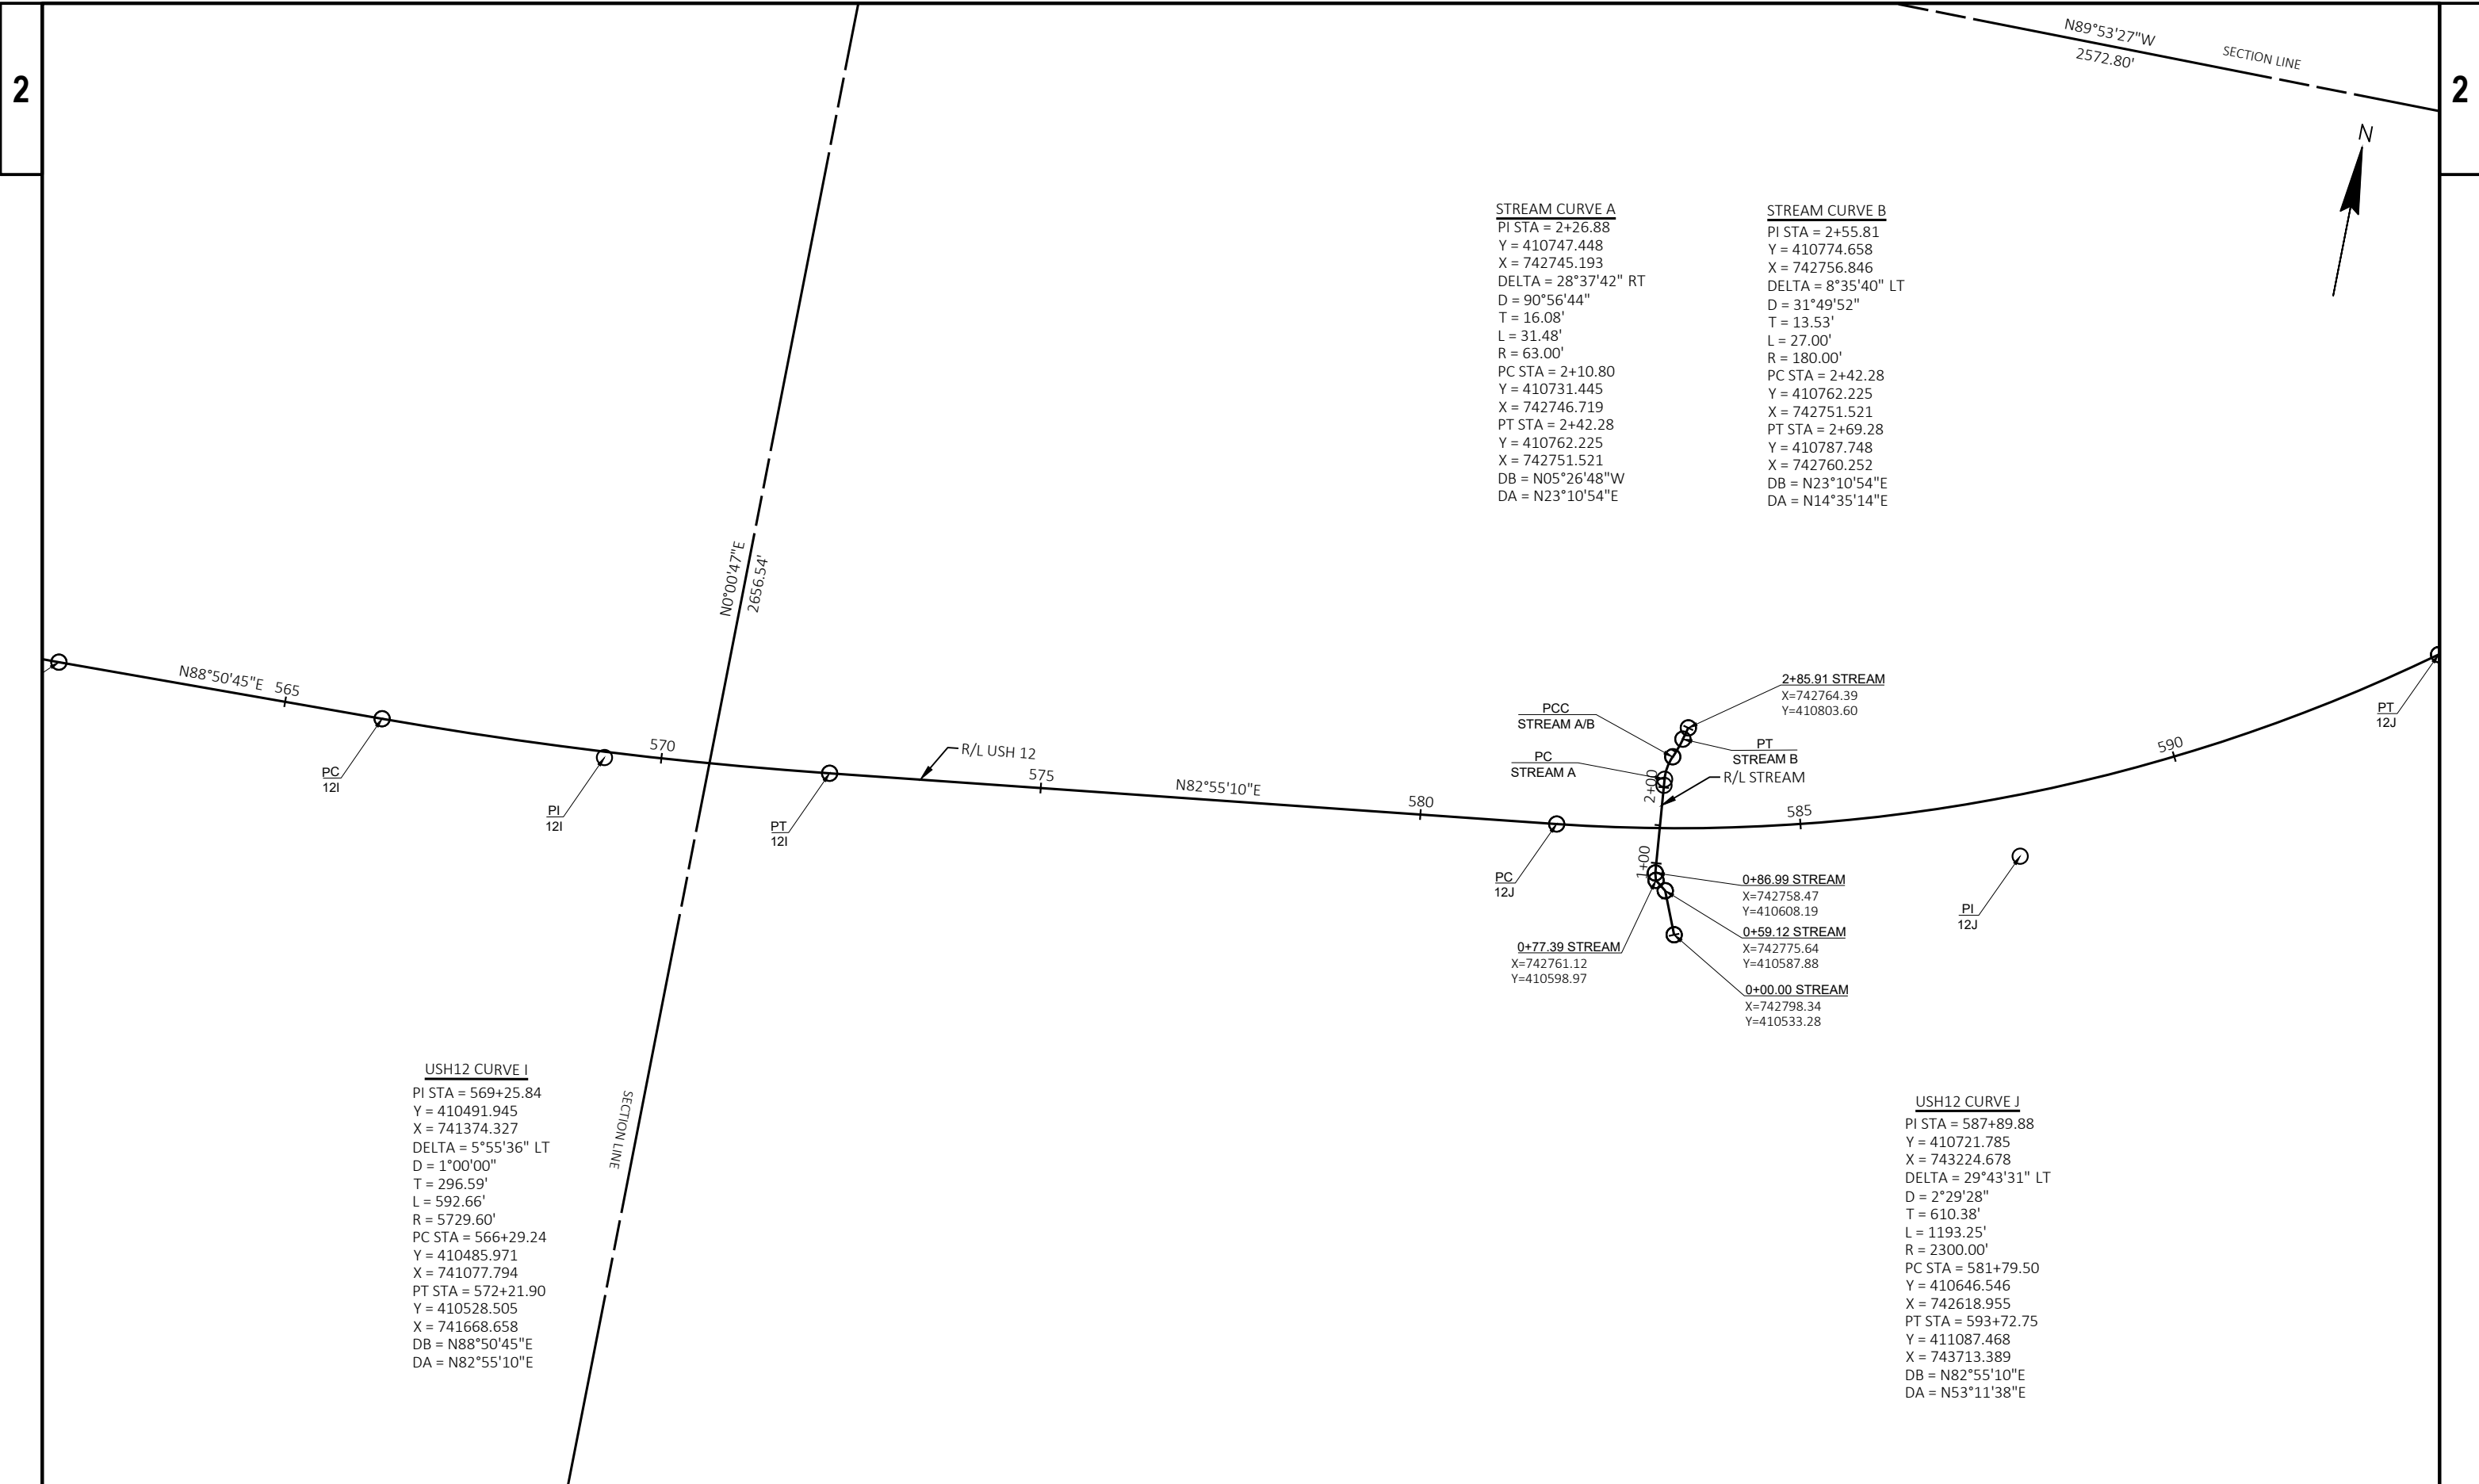 2
2
N89°53'27"W
2572.80'
SECTION LINE
N
STREAM CURVE A
PI STA = 2+26.88
Y = 410747.448
X = 742745.193
DELTA = 28°37'42" RT
D = 90°56'44"
T = 16.08'
L = 31.48'
R = 63.00'
PC STA = 2+10.80
Y = 410731.445
X = 742746.719
PT STA = 2+42.28
Y = 410762.225
X = 742751.521
DB = N05°26'48"W
DA = N23°10'54"E
STREAM CURVE B
PI STA = 2+55.81
Y = 410774.658
X = 742756.846
DELTA = 8°35'40" LT
D = 31°49'52"
T = 13.53'
L = 27.00'
R = 180.00'
PC STA = 2+42.28
Y = 410762.225
X = 742751.521
PT STA = 2+69.28
Y = 410787.748
X = 742760.252
DB = N23°10'54"E
DA = N14°35'14"E
N0°00'47"E
2656.54'
N88°50'45"E
565
PC
12I
PI
12I
570
PT
12I
R/L USH 12
575
N82°55'10"E
580
PC
12J
PCC
STREAM A/B
PC
STREAM A
2+00
1+00
2+85.91 STREAM
X=742764.39
Y=410803.60
PT
STREAM B
R/L STREAM
585
590
PT
12J
PI
12J
0+86.99 STREAM
X=742758.47
Y=410608.19
0+59.12 STREAM
X=742775.64
Y=410587.88
0+77.39 STREAM
X=742761.12
Y=410598.97
0+00.00 STREAM
X=742798.34
Y=410533.28
SECTION LINE
USH12 CURVE I
PI STA = 569+25.84
Y = 410491.945
X = 741374.327
DELTA = 5°55'36" LT
D = 1°00'00"
T = 296.59'
L = 592.66'
R = 5729.60'
PC STA = 566+29.24
Y = 410485.971
X = 741077.794
PT STA = 572+21.90
Y = 410528.505
X = 741668.658
DB = N88°50'45"E
DA = N82°55'10"E
USH12 CURVE J
PI STA = 587+89.88
Y = 410721.785
X = 743224.678
DELTA = 29°43'31" LT
D = 2°29'28"
T = 610.38'
L = 1193.25'
R = 2300.00'
PC STA = 581+79.50
Y = 410646.546
X = 742618.955
PT STA = 593+72.75
Y = 411087.468
X = 743713.389
DB = N82°55'10"E
DA = N53°11'38"E